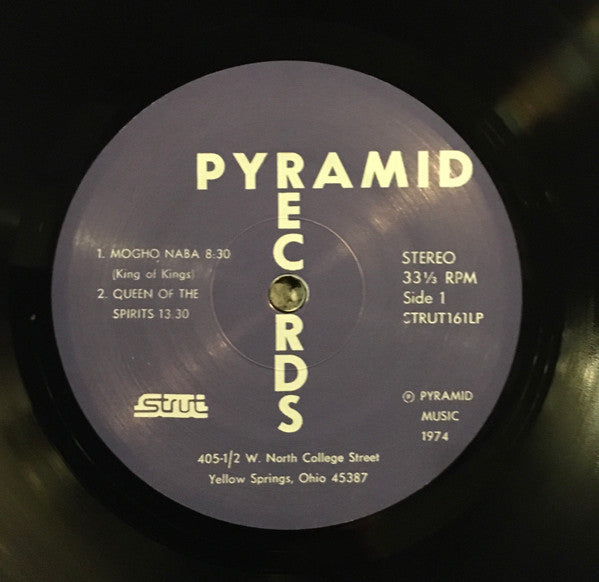 PYRAMID
RECORDS
1. MOGHO NABA 8:30
(King of Kings)
2. QUEEN OF THE
SPIRITS 13.30
STEREO
33⅓ RPM
Side 1
STRUT161LP
strut
℗ PYRAMID
MUSIC
1974
405-1/2 W. North College Street
Yellow Springs, Ohio 45387